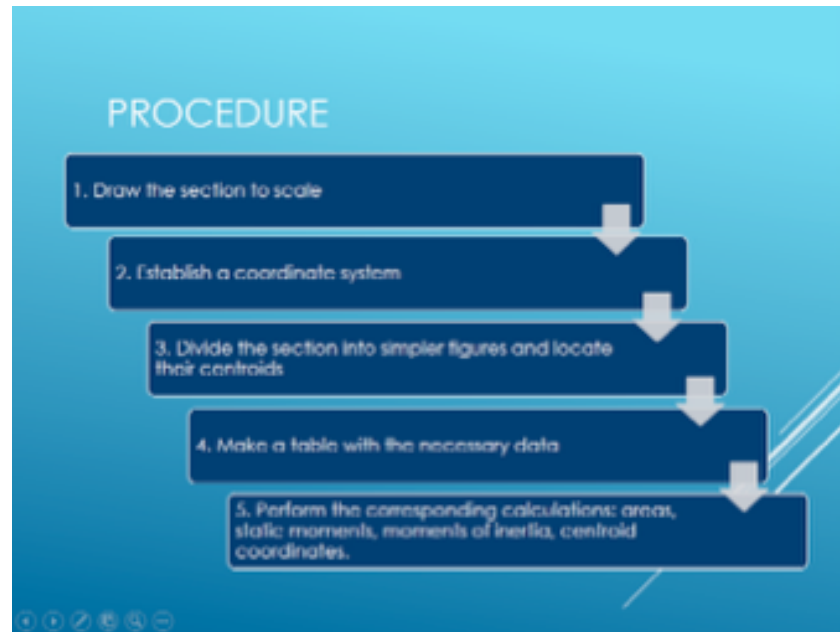 PROCEDURE
1. Draw the section to scale
2. Establish a coordinate system
3. Divide the section into simpler figures and locate
their centroids
4. Make a table with the necessary data
5. Perform the corresponding calculations: areas,
static moments, moments of inertia, centroid
coordinates.